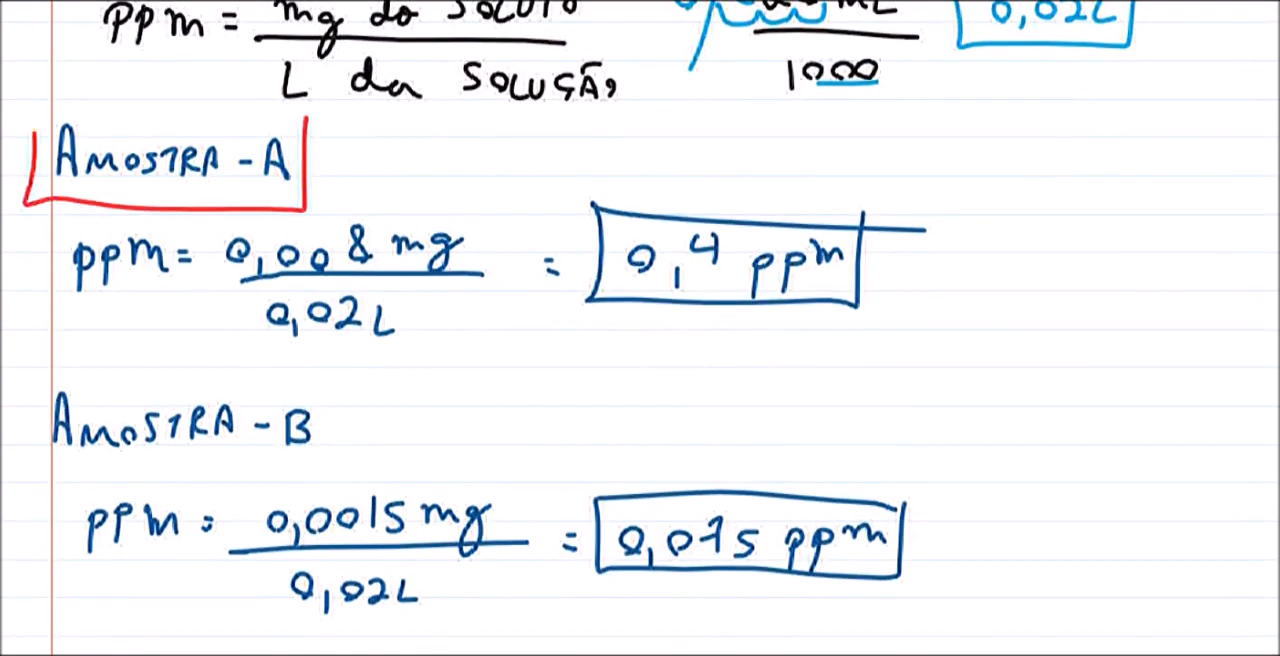 ppm = mg do SOLUTO 0,02L
L da SOLUÇÃO 1000
AMOSTRA - A
ppm = 0,008 mg = 0,4 ppm
0,02L
AMOSTRA - B
ppm = 0,0015 mg = 0,075 ppm
0,02L